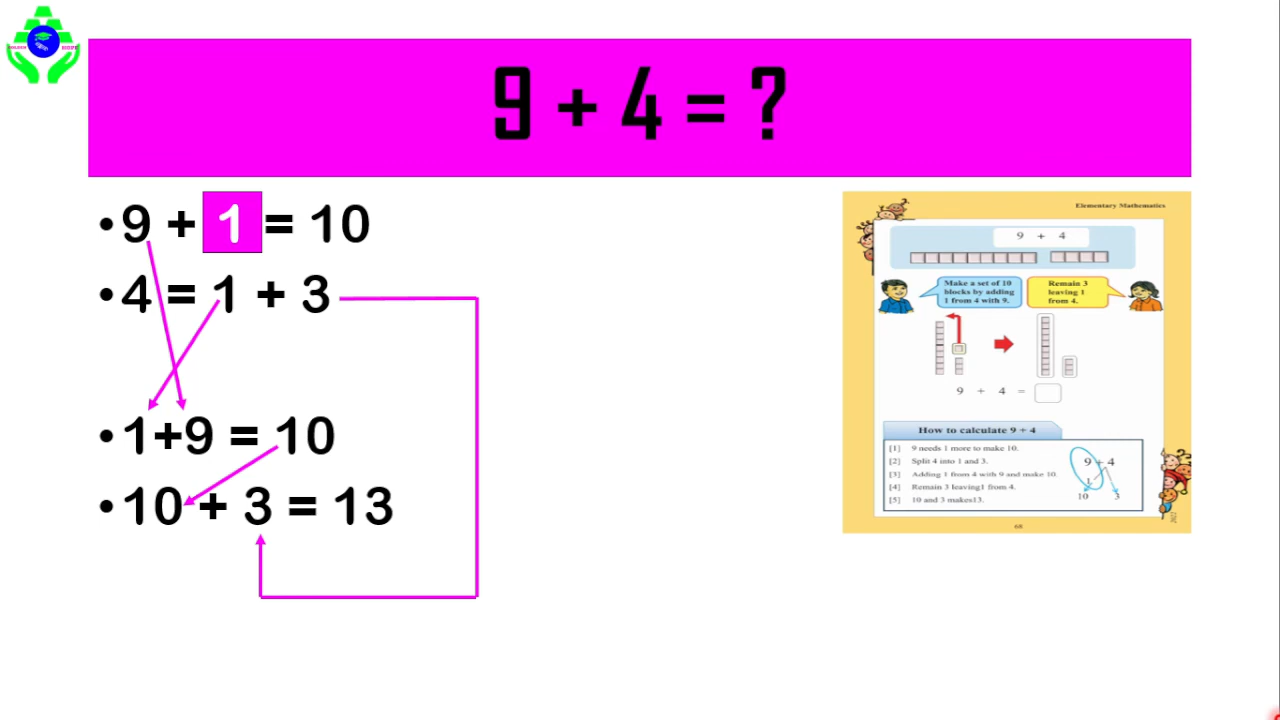 9 + 4 = ?
•9 + 1 = 10
•4 = 1 + 3
•1+9 = 10
•10 + 3 = 13
HOPE
Elementary Mathematics
9 + 4
Make a set of 10
blocks by adding
1 from 4 with 9.
Remain 3
leaving 1
from 4.
9 + 4 =
How to calculate 9 + 4
[1] 9 needs 1 more to make 10.
[2] Split 4 into 1 and 3.
[3] Adding 1 from 4 with 9 and make 10.
[4] Remain 3 leaving1 from 4.
[5] 10 and 3 makes13.
9 + 4
1
10 3
68
2022